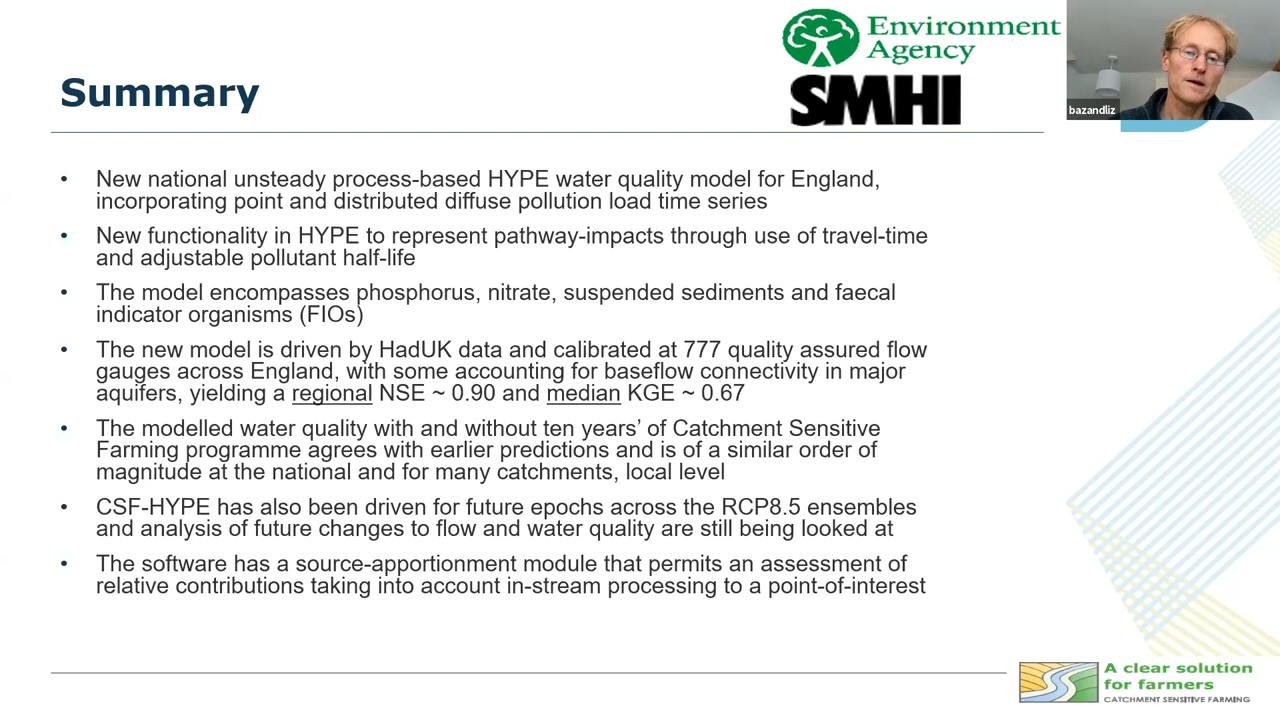 Environment
Agency
SMHI
bazandliz
Summary
• New national unsteady process-based HYPE water quality model for England,
incorporating point and distributed diffuse pollution load time series
• New functionality in HYPE to represent pathway-impacts through use of travel-time
and adjustable pollutant half-life
• The model encompasses phosphorus, nitrate, suspended sediments and faecal
indicator organisms (FIOs)
• The new model is driven by HadUK data and calibrated at 777 quality assured flow
gauges across England, with some accounting for baseflow connectivity in major
aquifers, yielding a regional NSE ~ 0.90 and median KGE ~ 0.67
• The modelled water quality with and without ten years’ of Catchment Sensitive
Farming programme agrees with earlier predictions and is of a similar order of
magnitude at the national and for many catchments, local level
• CSF-HYPE has also been driven for future epochs across the RCP8.5 ensembles
and analysis of future changes to flow and water quality are still being looked at
• The software has a source-apportionment module that permits an assessment of
relative contributions taking into account in-stream processing to a point-of-interest
A clear solution
for farmers
CATCHMENT SENSITIVE FARMING